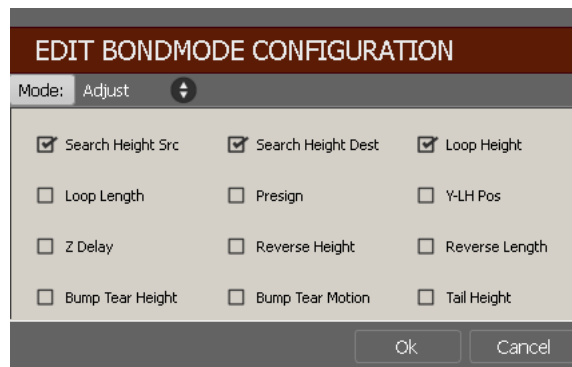 EDIT BONDMODE CONFIGURATION
Mode: Adjust
Search Height Src Search Height Dest Loop Height
Loop Length Presign Y-LH Pos
Z Delay Reverse Height Reverse Length
Bump Tear Height Bump Tear Motion Tail Height
Ok Cancel